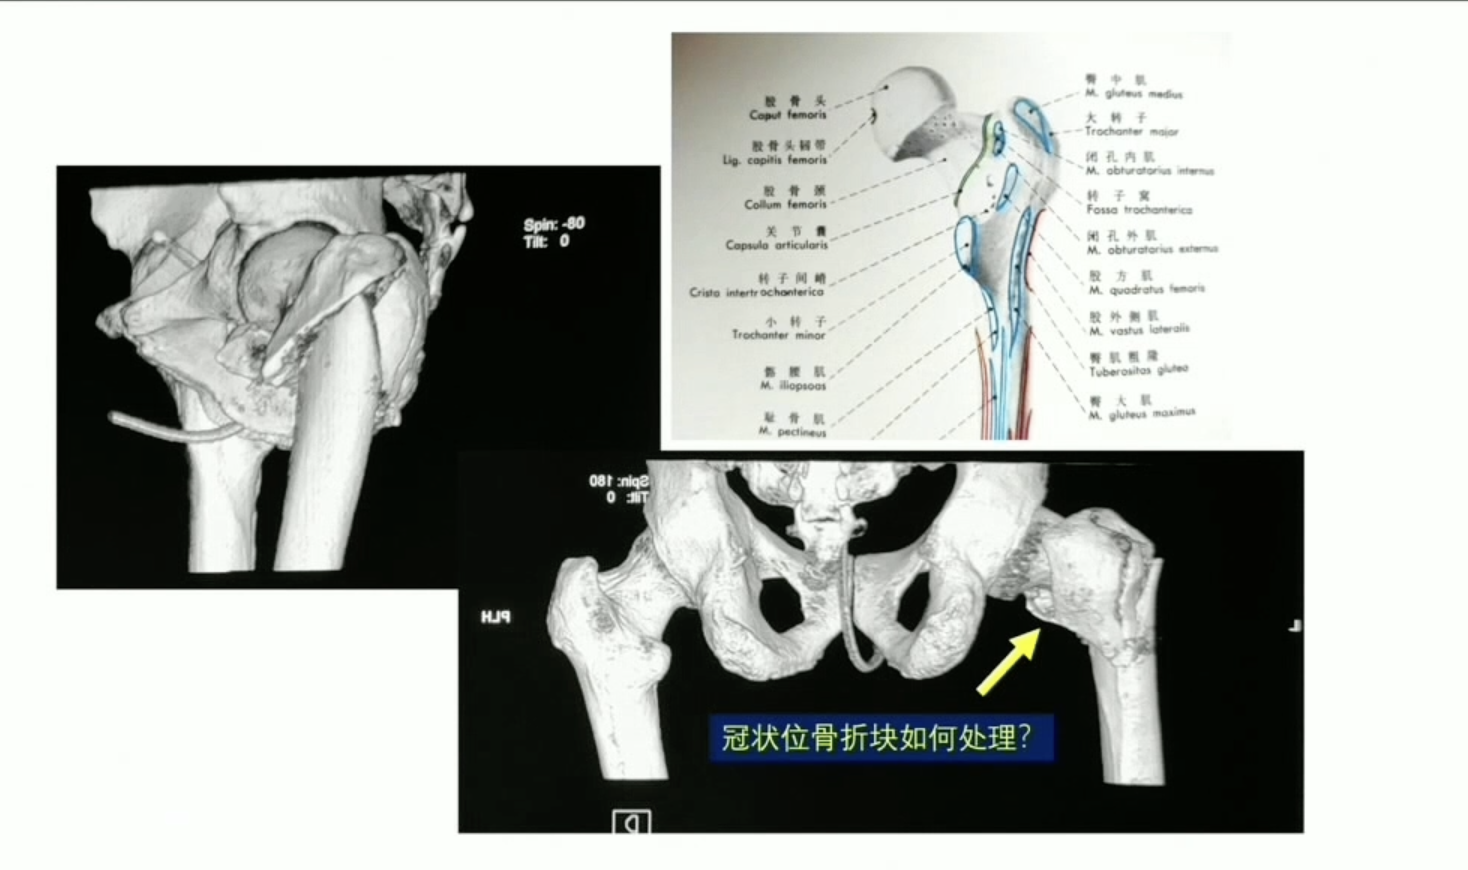 Spin: -80
Tilt: 0
股骨头
Caput femoris
股骨头韧带
Lig. capitis femoris
股骨颈
Collum femoris
关节囊
Capsula articularis
转子间嵴
Crista intertrochanterica
小转子
Trochanter minor
髂腰肌
M. iliopsoas
耻骨肌
M. pectineus
臀中肌
M. gluteus medius
大转子
Trochanter major
闭孔内肌
M. obturatorius internus
转子窝
Fossa trochanterica
闭孔外肌
M. obturatorius externus
股方肌
M. quadratus femoris
股外侧肌
M. vastus lateralis
臀肌粗隆
Tuberositas glutea
臀大肌
M. gluteus maximus
Spin: 180
Tilt: 0
PLH
L
冠状位骨折块如何处理?